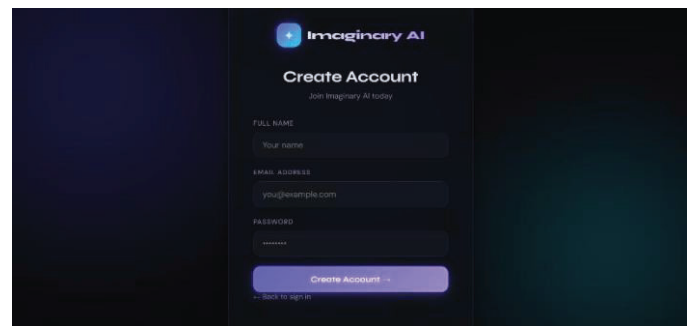 Imaginary AI
Create Account
Join Imaginary AI today
FULL NAME
Your name
EMAIL ADDRESS
you@example.com
PASSWORD
••••••••
Create Account →
← Back to sign in